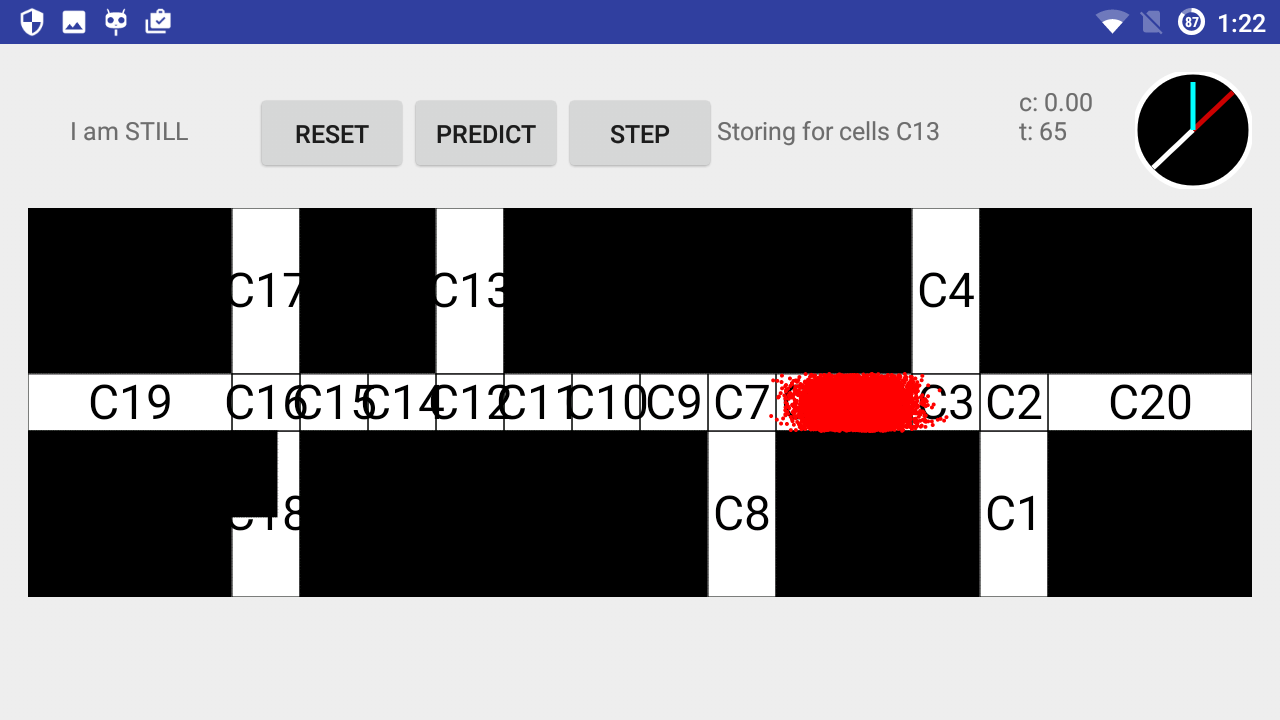 87 1:22
I am STILL RESET PREDICT STEP Storing for cells C13
c: 0.00
t: 65
C17 C13 C4
C19 C16 C15 C14 C12 C11 C10 C9 C7 C3 C2 C20
C18 C8 C1